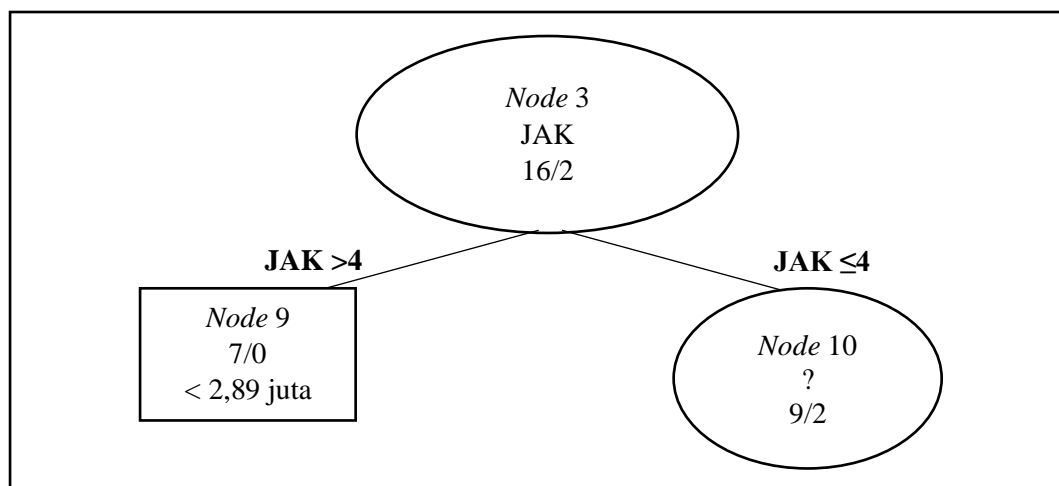 Node 3
JAK
16/2
JAK >4
JAK ≤4
Node 9
7/0
< 2,89 juta
Node 10
?
9/2